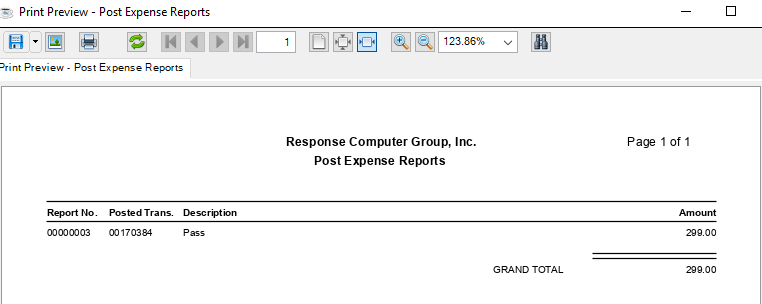 Print Preview - Post Expense Reports
1 123.86%
Print Preview - Post Expense Reports
Response Computer Group, Inc. Page 1 of 1
Post Expense Reports
Report No. Posted Trans. Description Amount
00000003 00170384 Pass 299.00
GRAND TOTAL 299.00